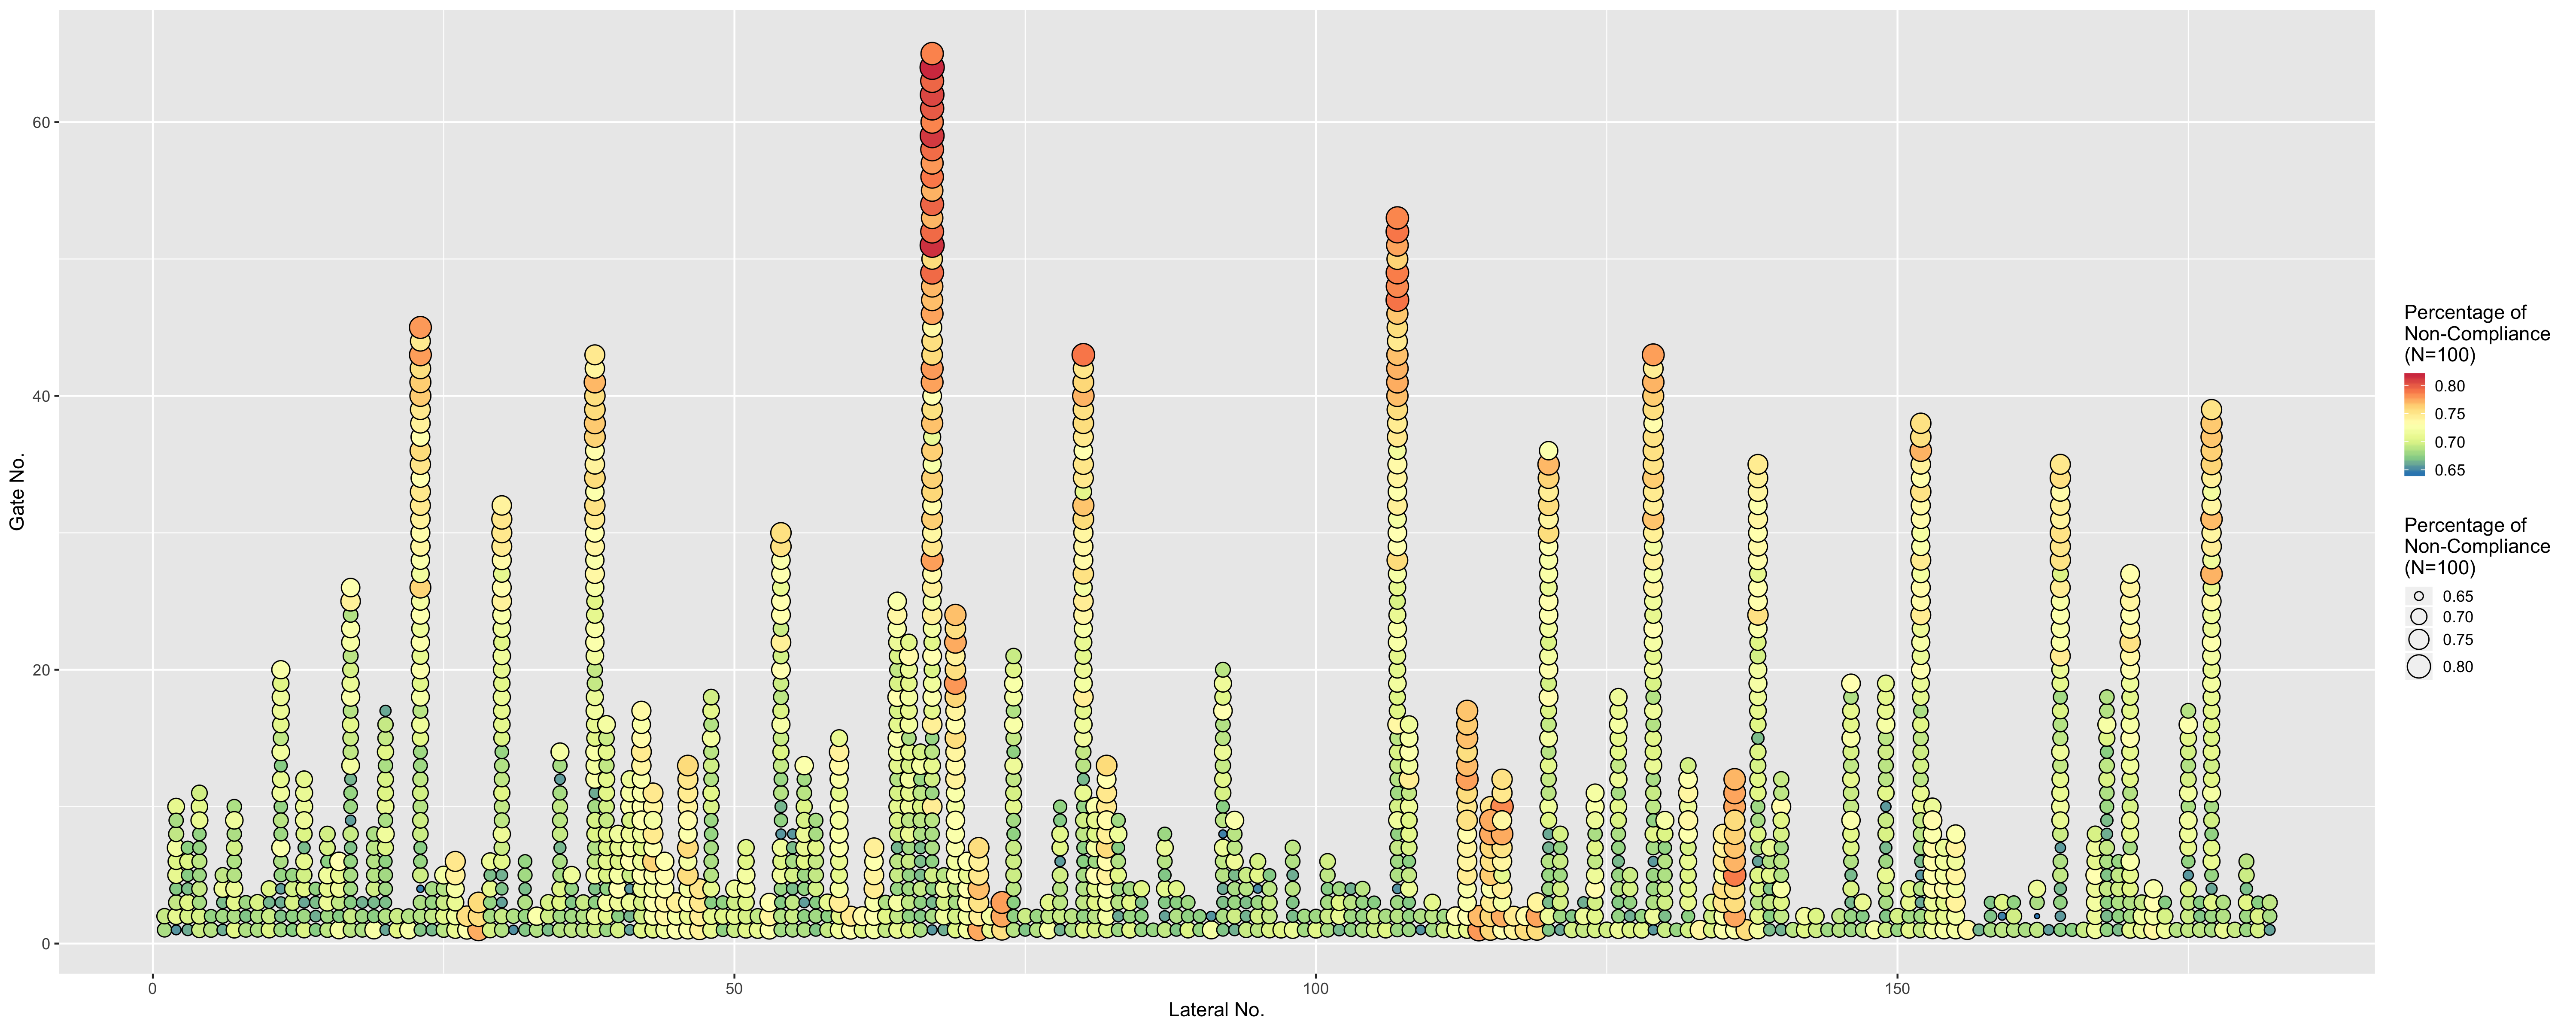 60
40
20
0
Gate No.
0
50
100
150
Lateral No.
Percentage of
Non-Compliance
(N=100)
0.80
0.75
0.70
0.65
Percentage of
Non-Compliance
(N=100)
0.65
0.70
0.75
0.80